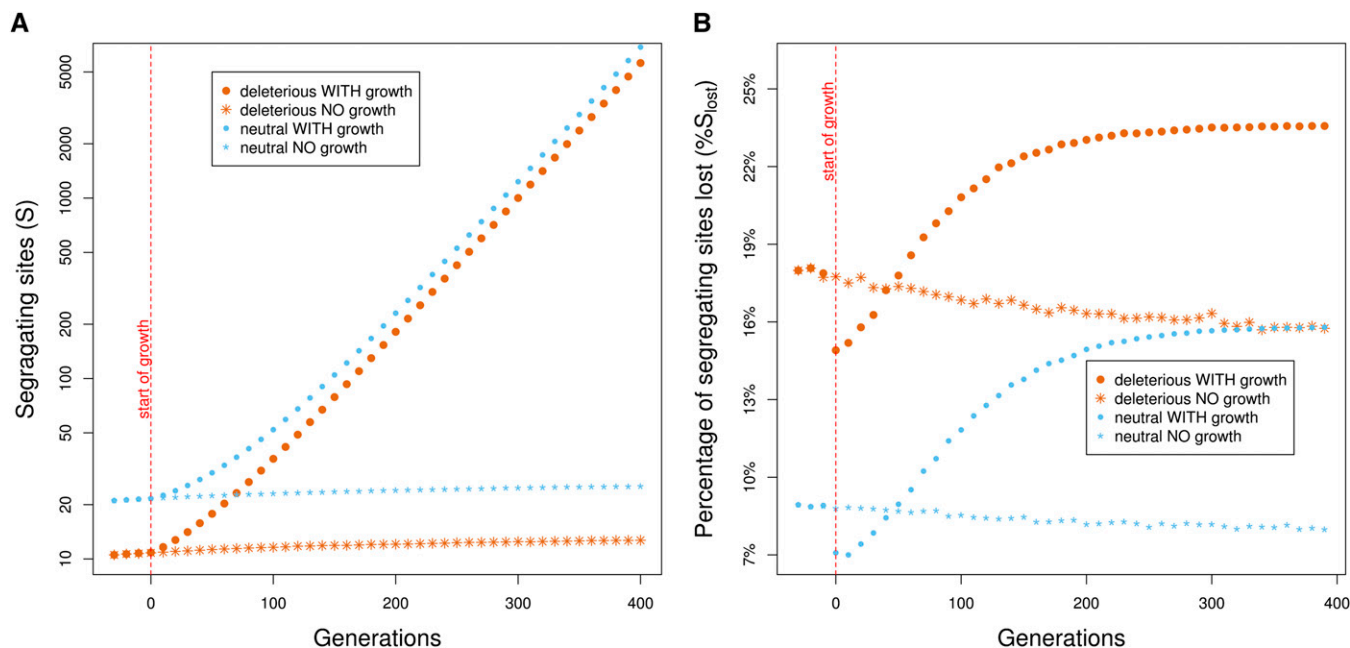 A
Segragating sites (S)
5000
2000
1000
500
200
100
50
20
10
start of growth
deleterious WITH growth
deleterious NO growth
neutral WITH growth
neutral NO growth
0
100
200
300
400
Generations
B
Percentage of segregating sites lost (%Slost)
25%
22%
19%
16%
13%
10%
7%
start of growth
deleterious WITH growth
deleterious NO growth
neutral WITH growth
neutral NO growth
0
100
200
300
400
Generations